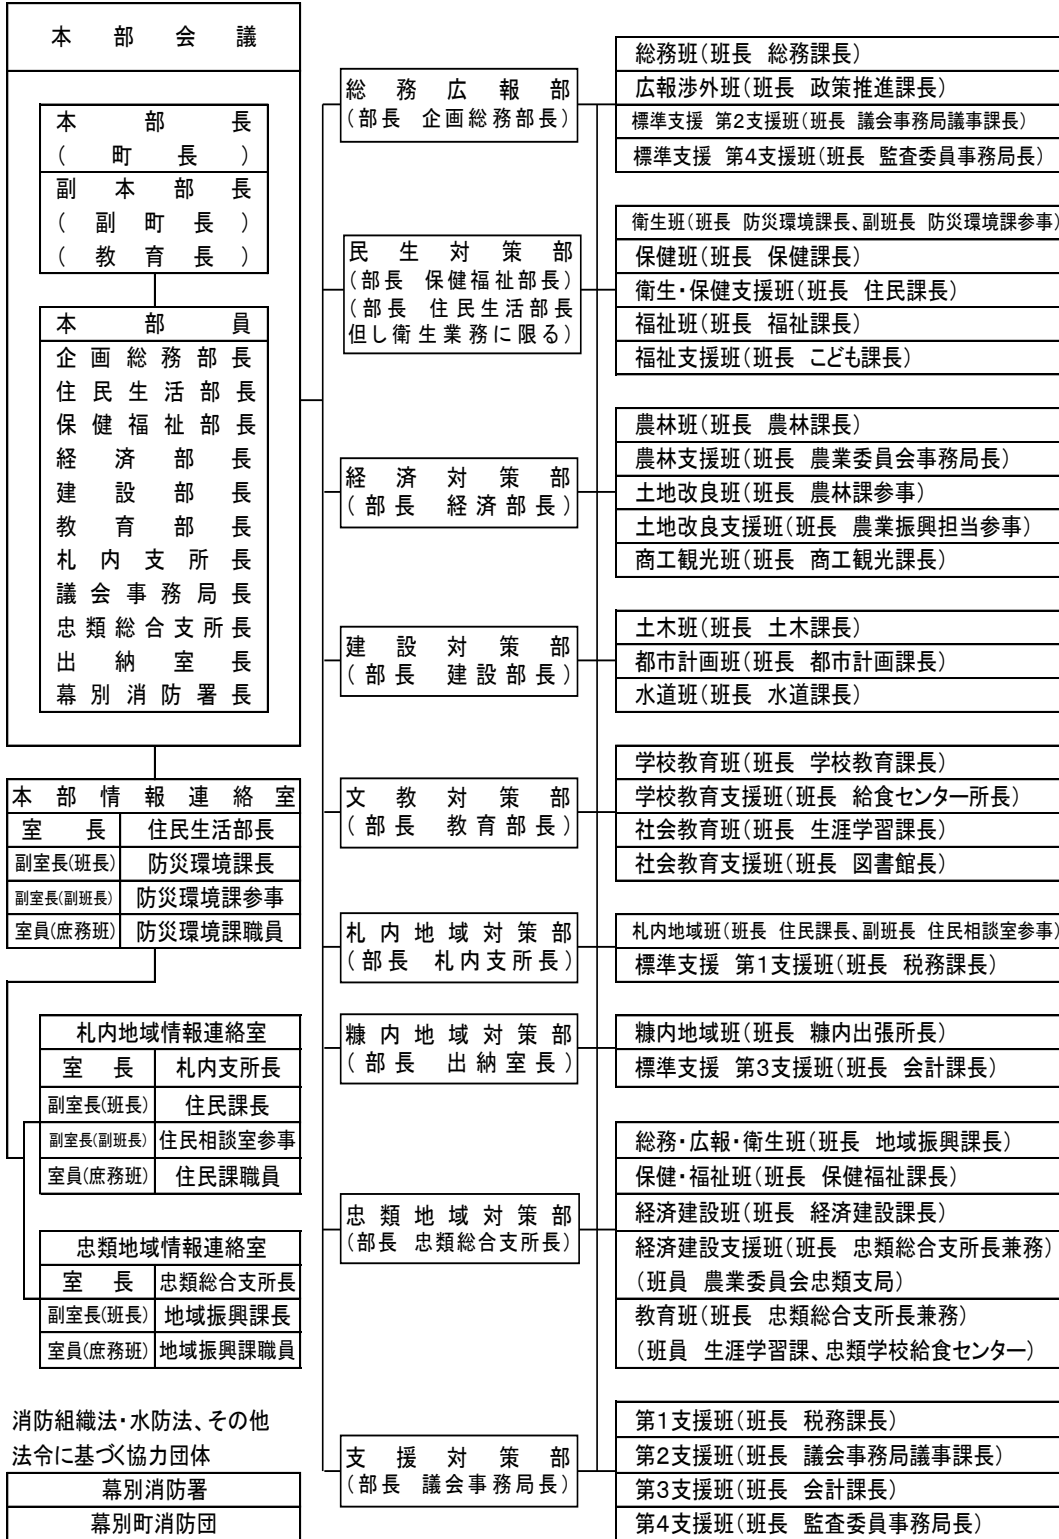 本部会議
本部長
(町長)
副本部長
(副町長)
(教育長)
本部員
企画総務部長
住民生活部長
保健福祉部長
経済部長
建設部長
教育部長
札内支所長
議会事務局長
忠類総合支所長
出納室長
幕別消防署長
本部情報連絡室
室長 住民生活部長
副室長(班長) 防災環境課長
副室長(副班長) 防災環境課参事
室員(庶務班) 防災環境課職員
札内地域情報連絡室
室長 札内支所長
副室長(班長) 住民課長
副室長(副班長) 住民相談室参事
室員(庶務班) 住民課職員
忠類地域情報連絡室
室長 忠類総合支所長
副室長(班長) 地域振興課長
室員(庶務班) 地域振興課職員
消防組織法・水防法、その他
法令に基づく協力団体
幕別消防署
幕別町消防団
総務広報部
(部長 企画総務部長)
総務班(班長 総務課長)
広報渉外班(班長 政策推進課長)
標準支援 第2支援班(班長 議会事務局議事課長)
標準支援 第4支援班(班長 監査委員事務局長)
民生対策部
(部長 保健福祉部長)
(部長 住民生活部長
但し衛生業務に限る)
衛生班(班長 防災環境課長、副班長 防災環境課参事)
保健班(班長 保健課長)
衛生・保健支援班(班長 住民課長)
福祉班(班長 福祉課長)
福祉支援班(班長 こども課長)
経済対策部
(部長 経済部長)
農林班(班長 農林課長)
農林支援班(班長 農業委員会事務局長)
土地改良班(班長 農林課参事)
土地改良支援班(班長 農業振興担当参事)
商工観光班(班長 商工観光課長)
建設対策部
(部長 建設部長)
土木班(班長 土木課長)
都市計画班(班長 都市計画課長)
水道班(班長 水道課長)
文教対策部
(部長 教育部長)
学校教育班(班長 学校教育課長)
学校教育支援班(班長 給食センター所長)
社会教育班(班長 生涯学習課長)
社会教育支援班(班長 図書館長)
札内地域対策部
(部長 札内支所長)
札内地域班(班長 住民課長、副班長 住民相談室参事)
標準支援 第1支援班(班長 税務課長)
糠内地域対策部
(部長 出納室長)
糠内地域班(班長 糠内出張所長)
標準支援 第3支援班(班長 会計課長)
忠類地域対策部
(部長 忠類総合支所長)
総務・広報・衛生班(班長 地域振興課長)
保健・福祉班(班長 保健福祉課長)
経済建設班(班長 経済建設課長)
経済建設支援班(班長 忠類総合支所長兼務)
(班員 農業委員会忠類支局)
教育班(班長 忠類総合支所長兼務)
(班員 生涯学習課、忠類学校給食センター)
支援対策部
(部長 議会事務局長)
第1支援班(班長 税務課長)
第2支援班(班長 議会事務局議事課長)
第3支援班(班長 会計課長)
第4支援班(班長 監査委員事務局長)